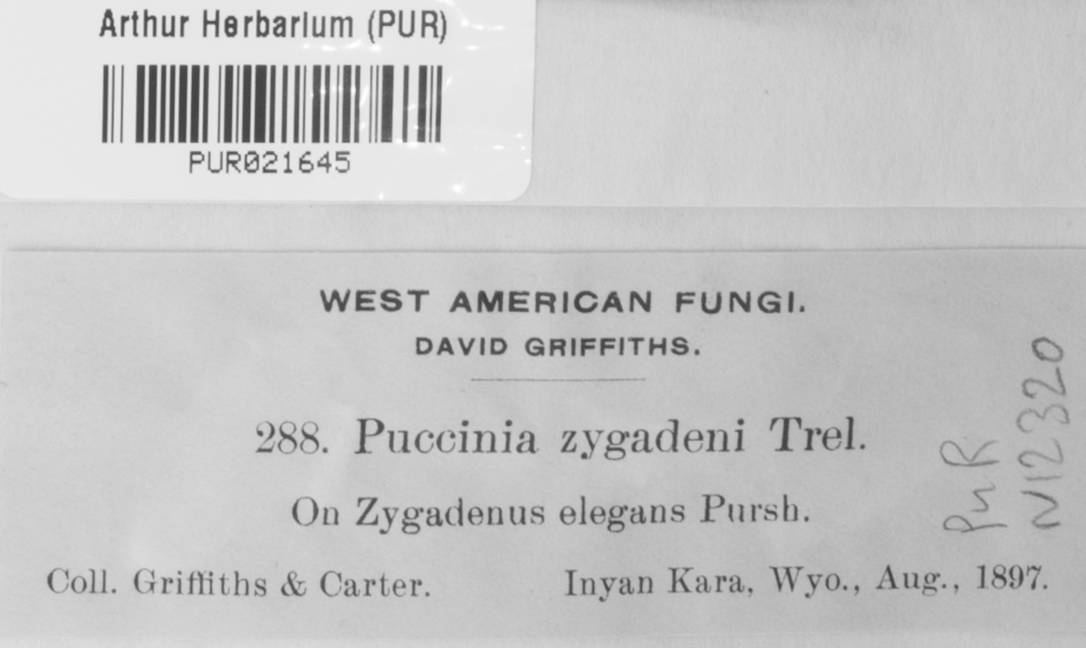 Arthur Herbarium (PUR)
PUR021645
WEST AMERICAN FUNGI.
DAVID GRIFFITHS.
288. Puccinia zygadeni Trel.
On Zygadenus elegans Pursh.
Coll. Griffiths & Carter. Inyan Kara, Wyo., Aug., 1897.
PUR
N12320